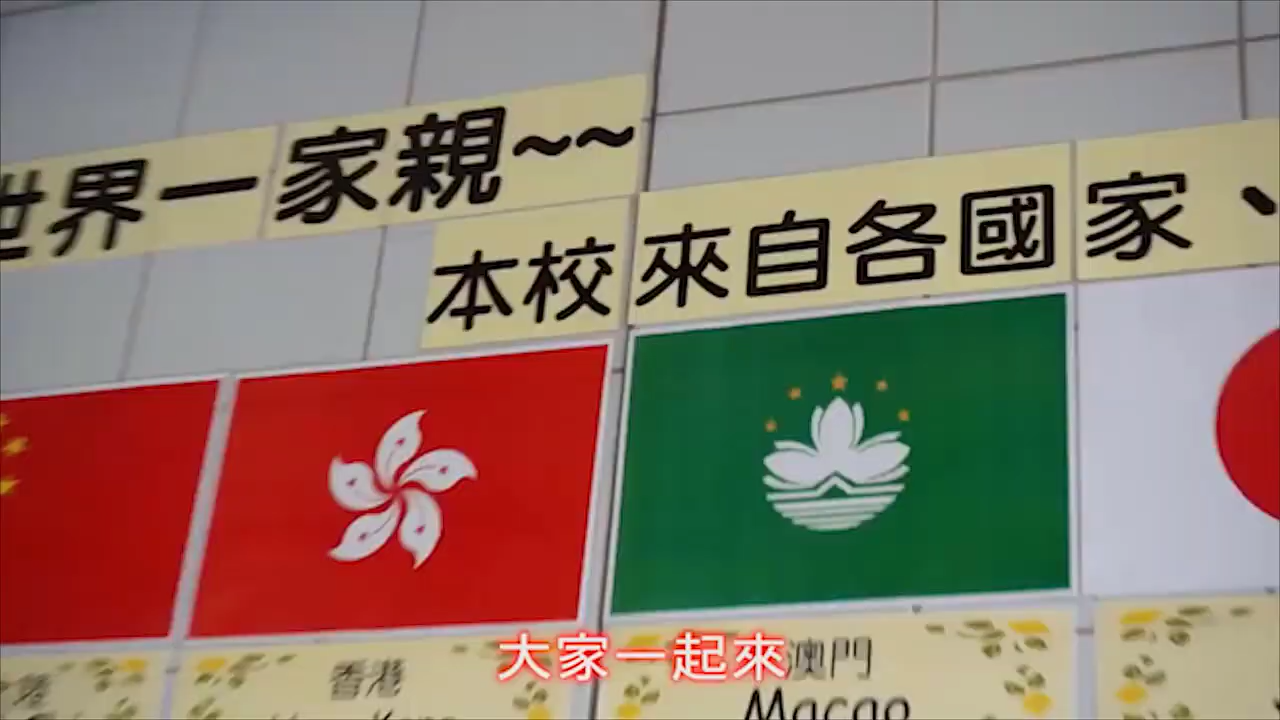 世界一家親~~
本校來自各國家、
香港
澳門
Macao
大家一起來